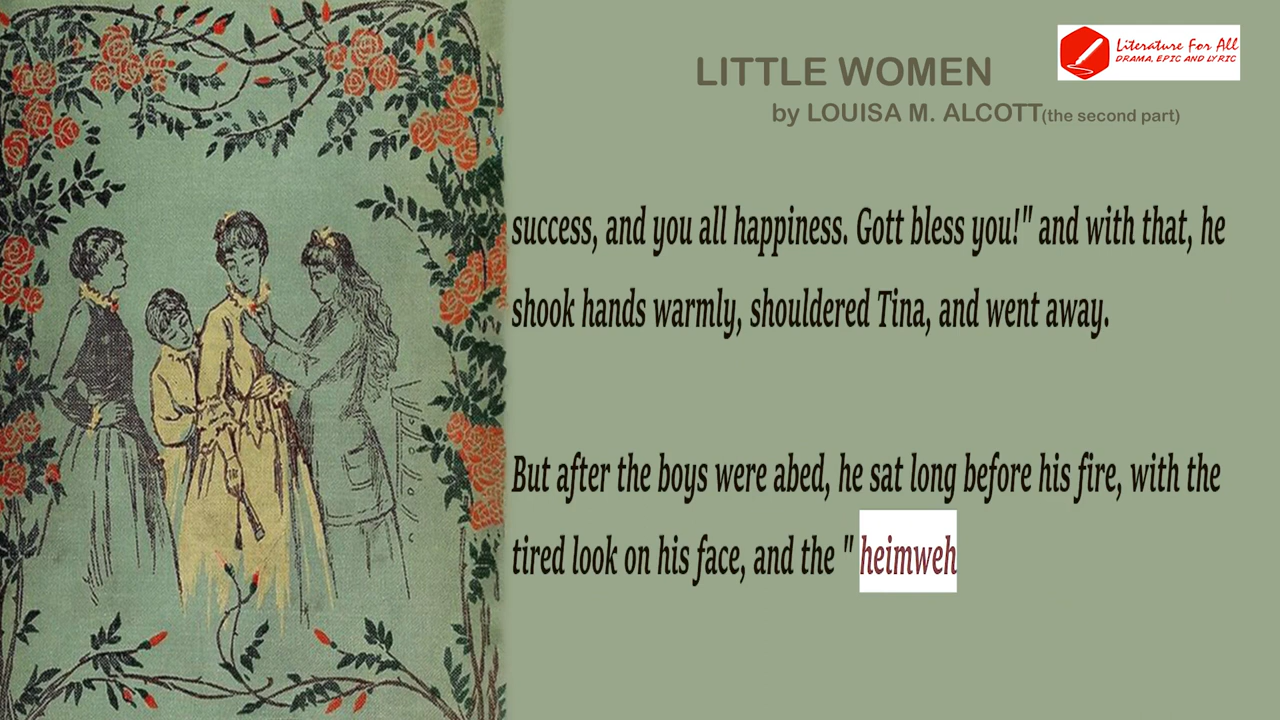 LITTLE WOMEN
by LOUISA M. ALCOTT(the second part)
Literature For All
DRAMA, EPIC AND LYRIC
success, and you all happiness. Gott bless you!" and with that, he
shook hands warmly, shouldered Tina, and went away.
But after the boys were abed, he sat long before his fire, with the
tired look on his face, and the " heimweh